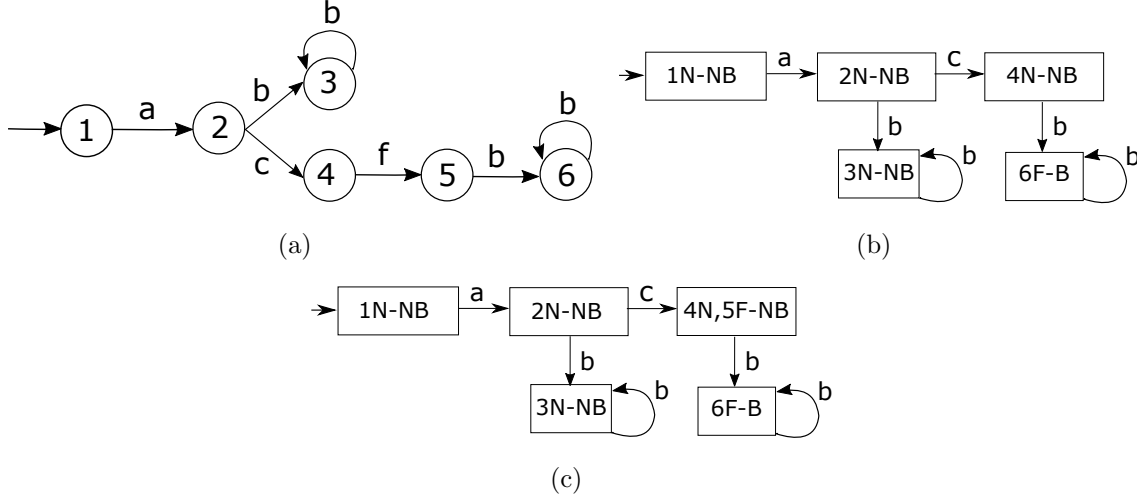 b
1 a 2 b 3
c 4 f 5 b 6
b
(a)
1N-NB a 2N-NB c 4N-NB
b b
3N-NB b 6F-B b
(b)
1N-NB a 2N-NB c 4N,5F-NB
b b
3N-NB b 6F-B b
(c)